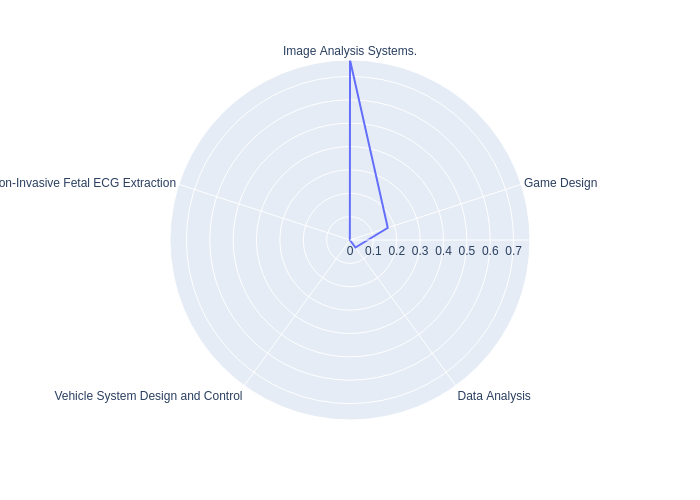 Image Analysis Systems.
on-Invasive Fetal ECG Extraction
Game Design
0 0.1 0.2 0.3 0.4 0.5 0.6 0.7
Vehicle System Design and Control
Data Analysis